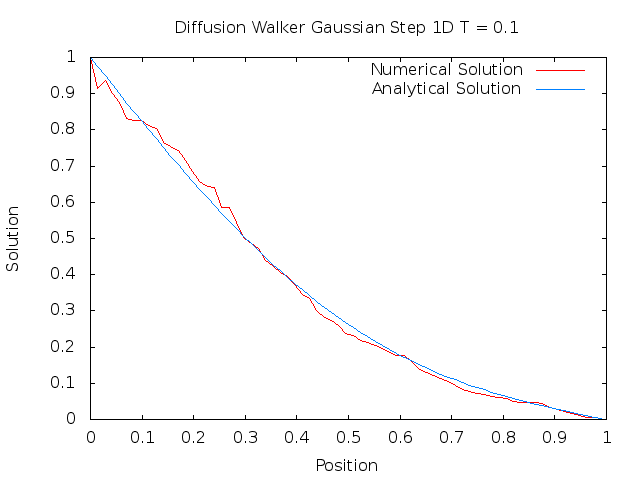 Diffusion Walker Gaussian Step 1D T = 0.1
Numerical Solution
Analytical Solution
1
0.9
0.8
0.7
0.6
0.5
0.4
0.3
0.2
0.1
0
Solution
0 0.1 0.2 0.3 0.4 0.5 0.6 0.7 0.8 0.9 1
Position